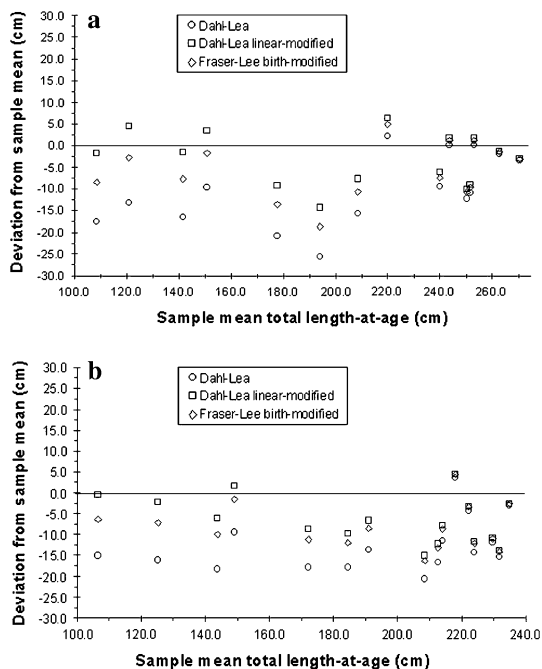 a
Dahl-Lea
Dahl-Lea linear-modified
Fraser-Lee birth-modified
Deviation from sample mean (cm)
30.0
25.0
20.0
15.0
10.0
5.0
0.0
-5.0
-10.0
-15.0
-20.0
-25.0
-30.0
100.0 120.0 140.0 160.0 180.0 200.0 220.0 240.0 260.0
Sample mean total length-at-age (cm)
b
Dahl-Lea
Dahl-Lea linear-modified
Fraser-Lee birth-modified
Deviation from sample mean (cm)
30.0
25.0
20.0
15.0
10.0
5.0
0.0
-5.0
-10.0
-15.0
-20.0
-25.0
-30.0
100.0 120.0 140.0 160.0 180.0 200.0 220.0 240.0
Sample mean total length-at-age (cm)